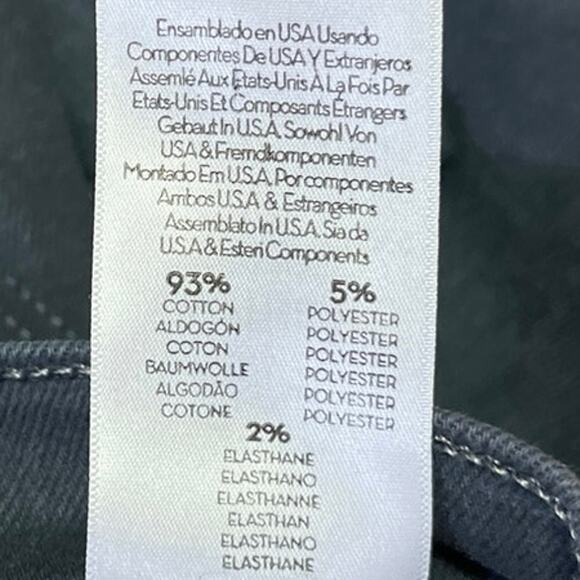 Ensamblado en USA Usando
Componentes De USA Y Extranjeros
Assemlé Aux Etats-Unis À La Fois Par
Etats-Unis Et Composants Étrangers
Gebaut In U.S.A. Sowohl Von
USA & Fremdkomponenten
Montado Em U.S.A. Por componentes
Ambos U.S.A & Estrangeiros
Assemblato In U.S.A. Sia da
U.S.A & Esteri Components
93%
COTTON
ALDOGÓN
COTON
BAUMWOLLE
ALGODÃO
COTONE
5%
POLYESTER
POLYESTER
POLYESTER
POLYESTER
POLYESTER
POLYESTER
2%
ELASTHANE
ELASTHANO
ELASTHANNE
ELASTHAN
ELASTHANO
ELASTHANE